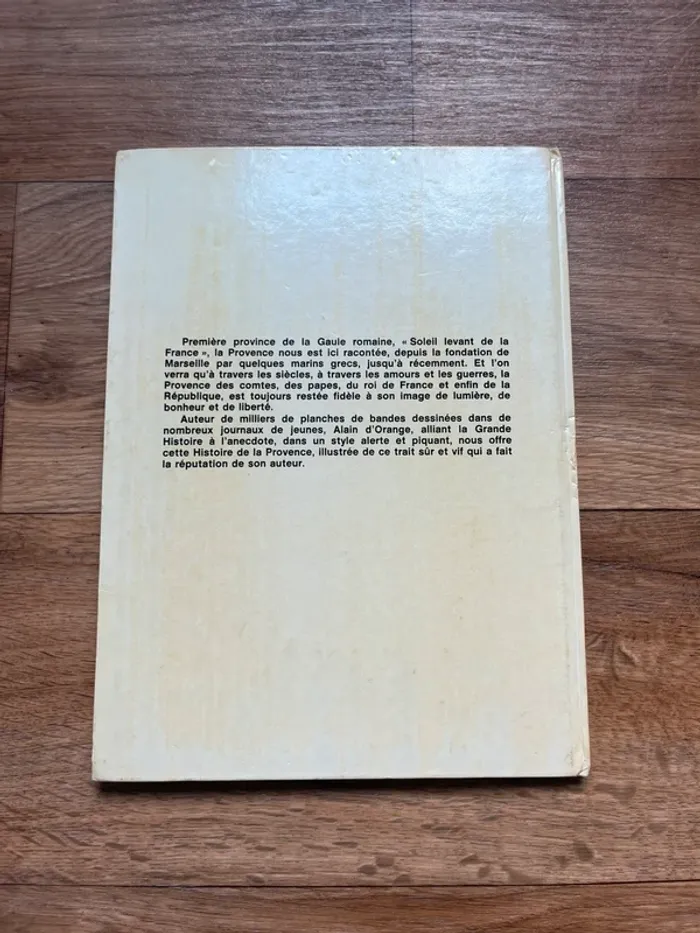 Première province de la Gaule romaine, « Soleil levant de la
France », la Provence nous est ici racontée, depuis la fondation de
Marseille par quelques marins grecs, jusqu'à récemment. Et l'on
verra qu'à travers les siècles, à travers les amours et les guerres, la
Provence des comtes, des papes, du roi de France et enfin de la
République, est toujours restée fidèle à son image de lumière, de
bonheur et de liberté.
Auteur de milliers de planches de bandes dessinées dans de
nombreux journaux de jeunes, Alain d'Orange, alliant la Grande
Histoire à l'anecdote, dans un style alerte et piquant, nous offre
cette Histoire de la Provence, illustrée de ce trait sûr et vif qui a fait
la réputation de son auteur.